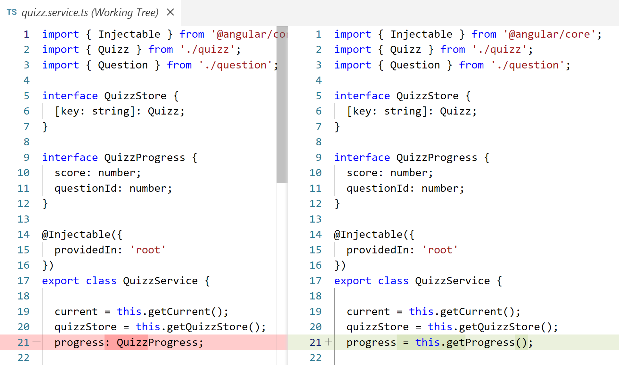 TS quizz.service.ts (Working Tree) ×
1 import { Injectable } from '@angular/co
2 import { Quizz } from './quizz';
3 import { Question } from './question';
4
5 interface QuizzStore {
6 [key: string]: Quizz;
7 }
8
9 interface QuizzProgress {
10 score: number;
11 questionId: number;
12 }
13
14 @Injectable({
15 providedIn: 'root'
16 })
17 export class QuizzService {
18
19 current = this.getCurrent();
20 quizzStore = this.getQuizzStore();
21 − progress: QuizzProgress;
22
1 import { Injectable } from '@angular/core';
2 import { Quizz } from './quizz';
3 import { Question } from './question';
4
5 interface QuizzStore {
6 [key: string]: Quizz;
7 }
8
9 interface QuizzProgress {
10 score: number;
11 questionId: number;
12 }
13
14 @Injectable({
15 providedIn: 'root'
16 })
17 export class QuizzService {
18
19 current = this.getCurrent();
20 quizzStore = this.getQuizzStore();
21 + progress = this.getProgress();
22